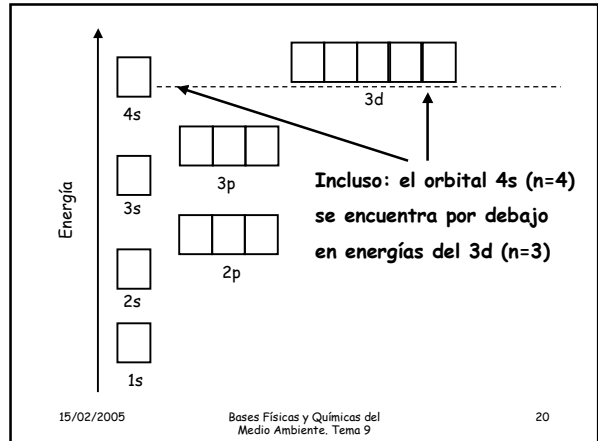 Energía
4s
3d
3p
3s
2p
2s
1s
Incluso: el orbital 4s (n=4)
se encuentra por debajo
en energías del 3d (n=3)
15/02/2005
Bases Físicas y Químicas del
Medio Ambiente. Tema 9
20